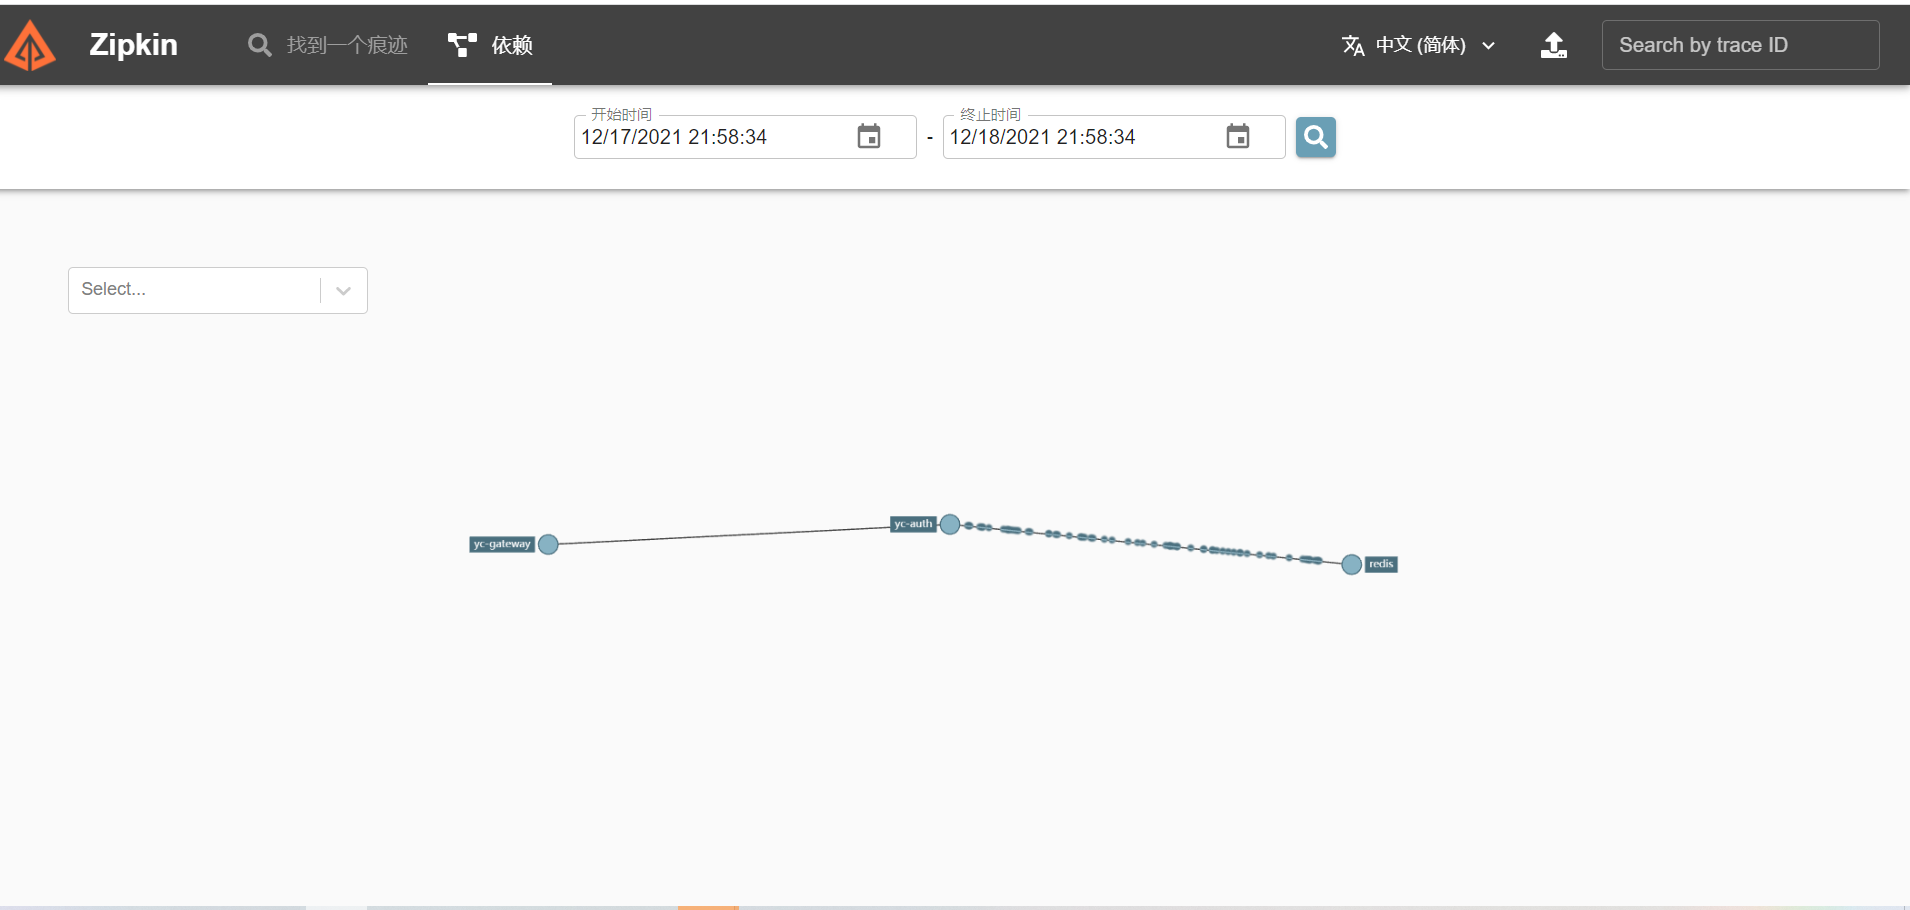 Zipkin
找到一个痕迹
依赖
中文 (简体)
Search by trace ID
开始时间
12/17/2021 21:58:34
-
终止时间
12/18/2021 21:58:34
Select...
yc-gateway
yc-auth
redis